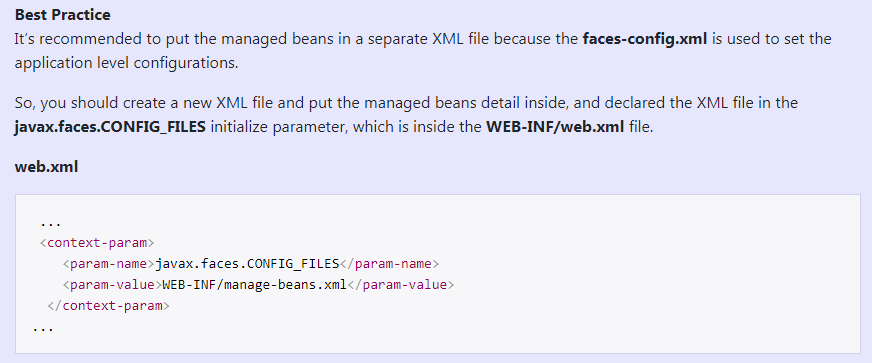 Best Practice
It’s recommended to put the managed beans in a separate XML file because the faces-config.xml is used to set the
application level configurations.
So, you should create a new XML file and put the managed beans detail inside, and declared the XML file in the
javax.faces.CONFIG_FILES initialize parameter, which is inside the WEB-INF/web.xml file.
web.xml
...
<context-param>
<param-name>javax.faces.CONFIG_FILES</param-name>
<param-value>WEB-INF/manage-beans.xml</param-value>
</context-param>
...